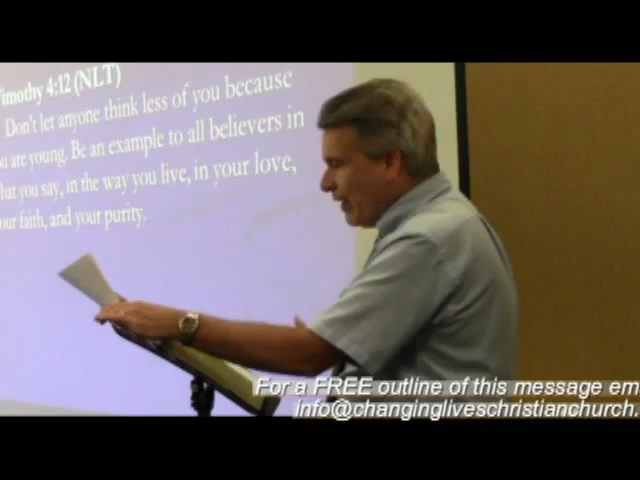 imothy 4:12 (NLT)
Don't let anyone think less of you because
ou are young. Be an example to all believers in
hat you say, in the way you live, in your love,
our faith, and your purity.
For a FREE outline of this message em
info@changingliveschristianchurch.